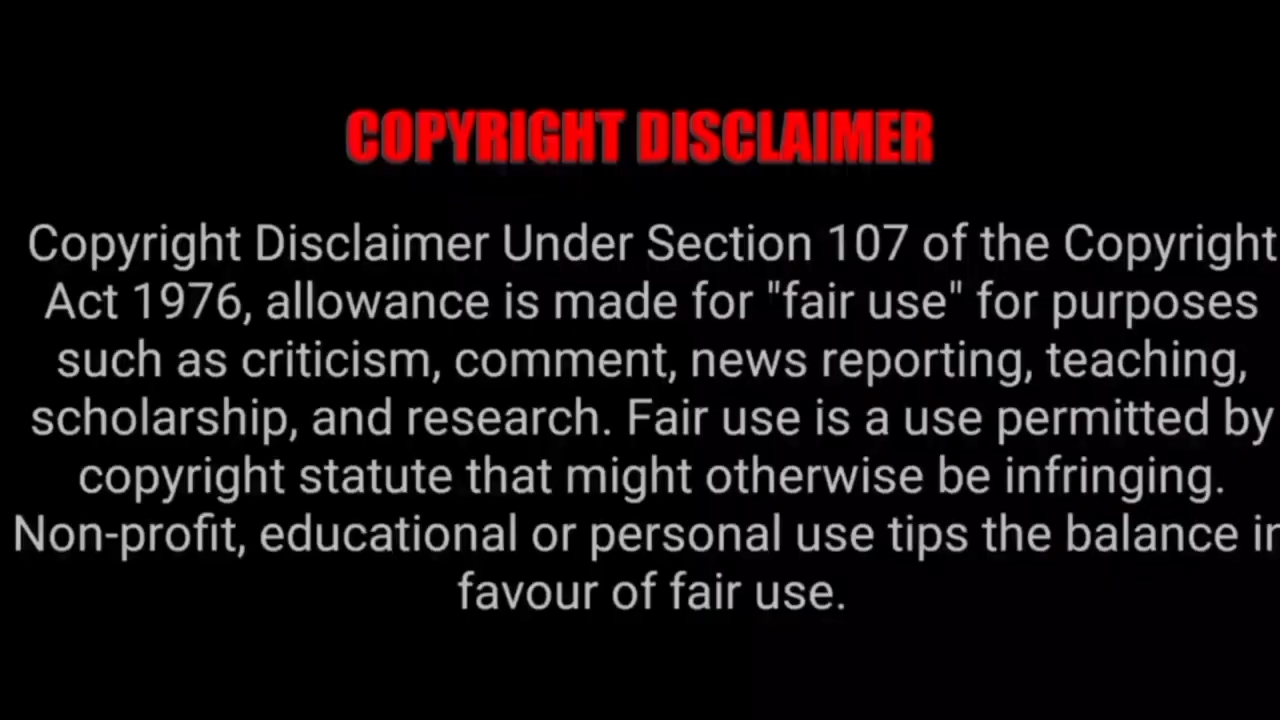 COPYRIGHT DISCLAIMER
Copyright Disclaimer Under Section 107 of the Copyright
Act 1976, allowance is made for "fair use" for purposes
such as criticism, comment, news reporting, teaching,
scholarship, and research. Fair use is a use permitted by
copyright statute that might otherwise be infringing.
Non-profit, educational or personal use tips the balance in
favour of fair use.